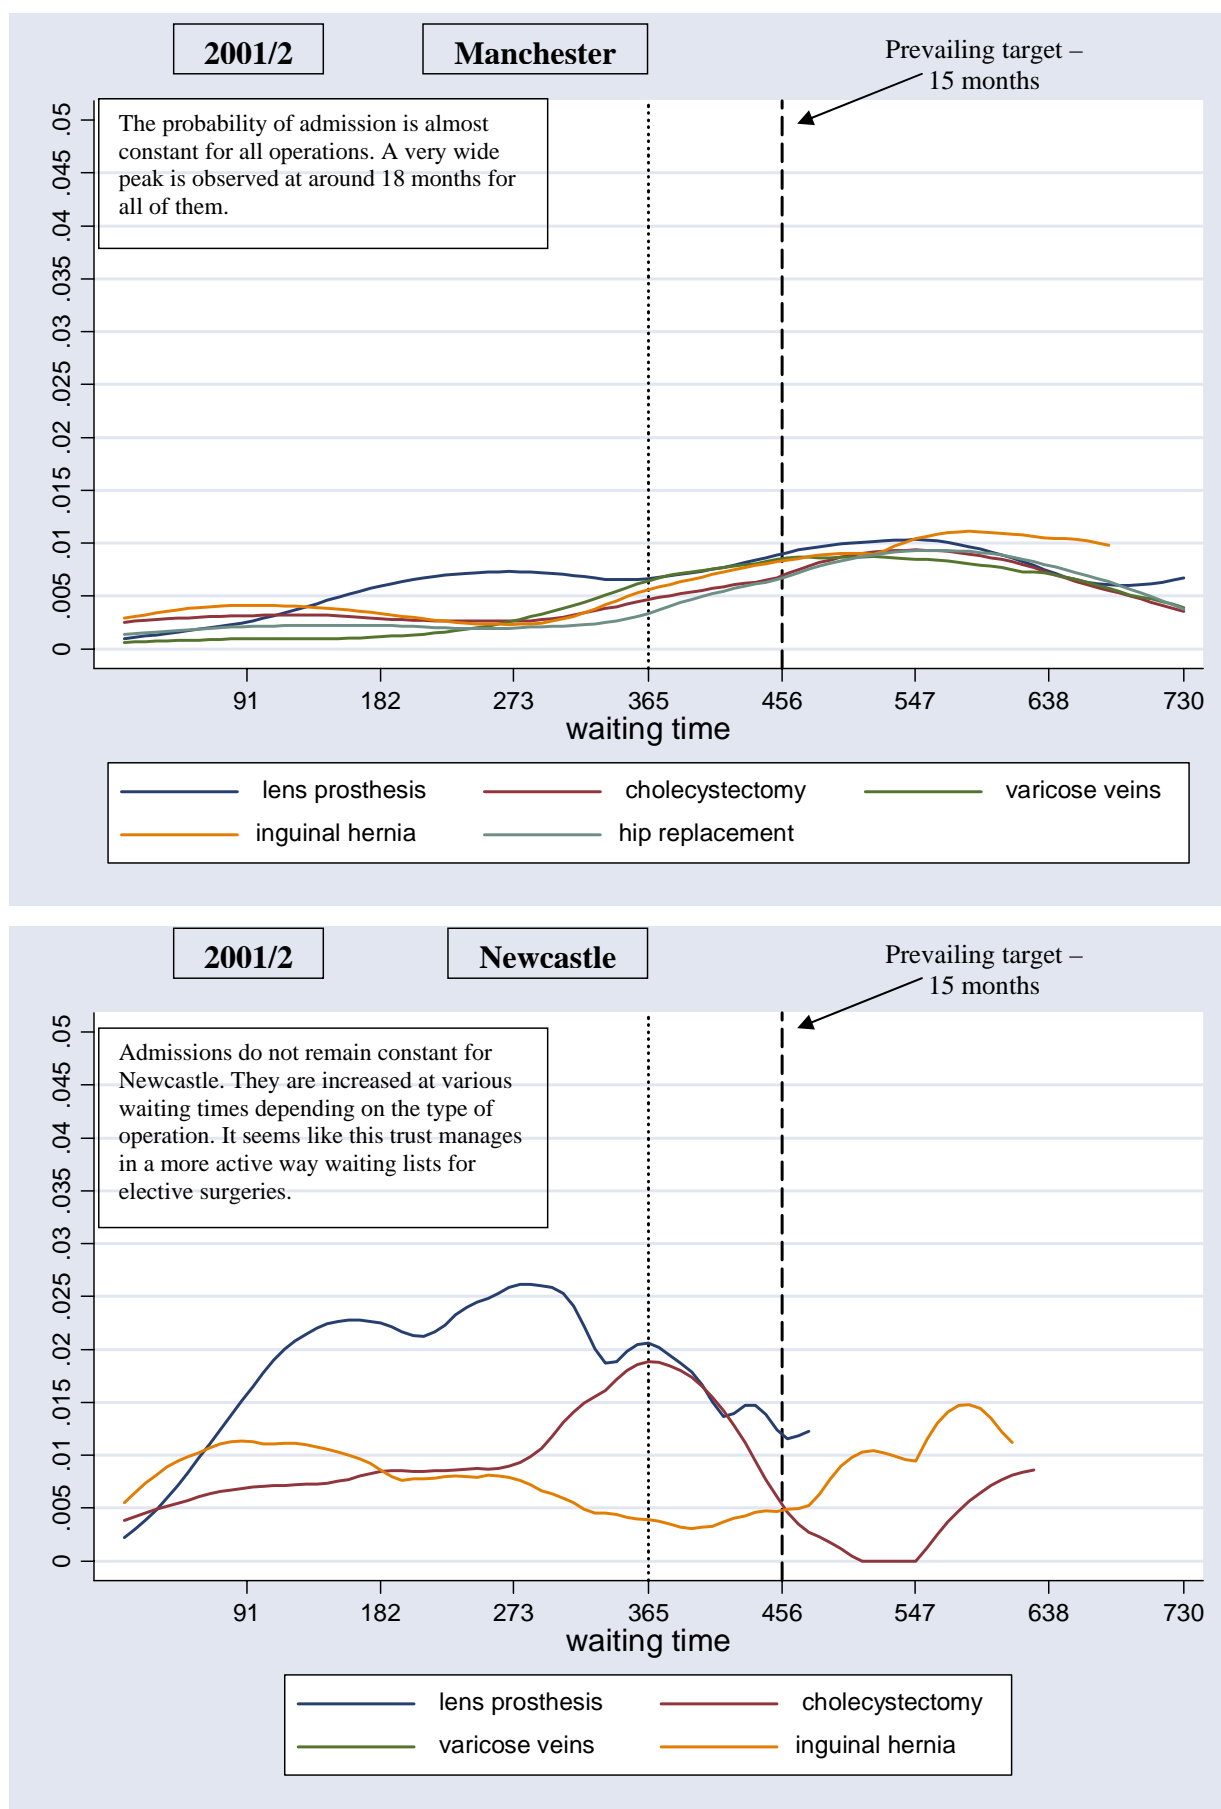 2001/2
Manchester
Prevailing target –
15 months
The probability of admission is almost
constant for all operations. A very wide
peak is observed at around 18 months for
all of them.
.05
.045
.04
.035
.03
.025
.02
.015
.01
.005
0
91 182 273 365 456 547 638 730
waiting time
lens prosthesis cholecystectomy varicose veins
inguinal hernia hip replacement
2001/2
Newcastle
Prevailing target –
15 months
Admissions do not remain constant for
Newcastle. They are increased at various
waiting times depending on the type of
operation. It seems like this trust manages
in a more active way waiting lists for
elective surgeries.
.05
.045
.04
.035
.03
.025
.02
.015
.01
.005
0
91 182 273 365 456 547 638 730
waiting time
lens prosthesis cholecystectomy
varicose veins inguinal hernia